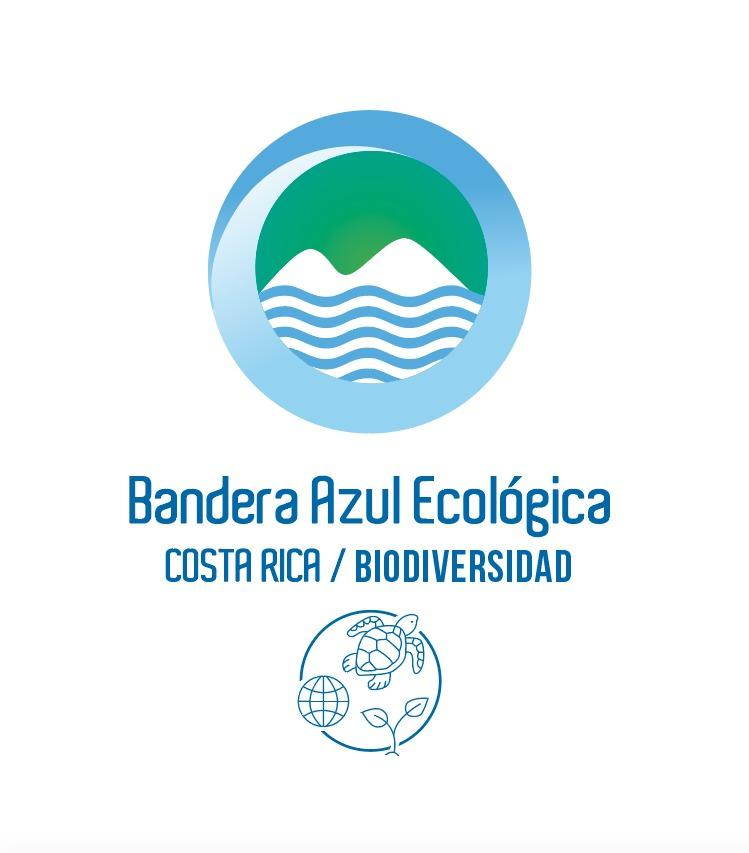 Bandera Azul Ecológica
COSTA RICA / BIODIVERSIDAD